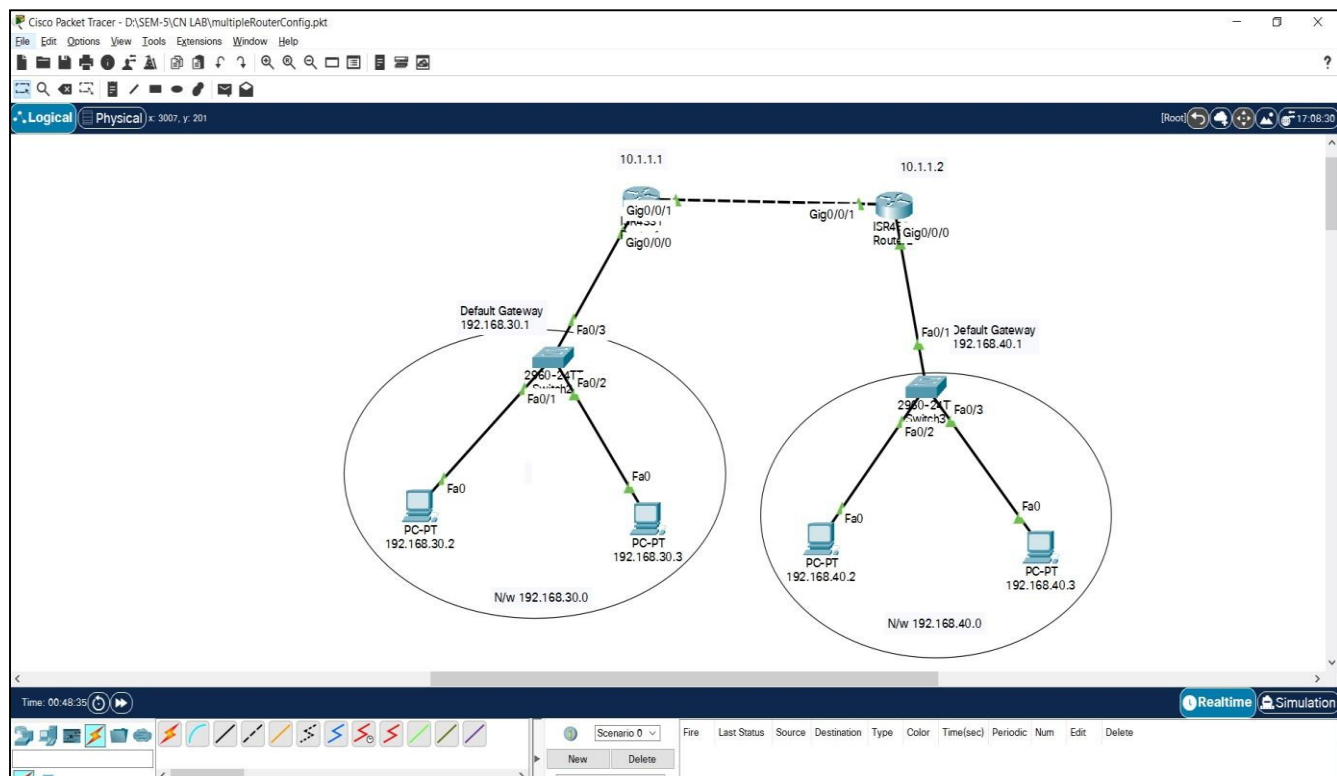 Cisco Packet Tracer - D:\SEM-5\CN LAB\multipleRouterConfig.pkt
File Edit Options View Tools Extensions Window Help
?
Logical Physical x: 3007, y: 201 [Root] 17:08:30
10.1.1.1
10.1.1.2
Gig0/0/1
Gig0/0/1
Gig0/0/0
Gig0/0/0
Default Gateway
192.168.30.1
Fa0/3
Fa0/1
Default Gateway
192.168.40.1
2960-24TT
Switch2
Fa0/2
Fa0/1
2960-24T
Switch3
Fa0/3
Fa0/2
Fa0
Fa0
Fa0
Fa0
PC-PT
192.168.30.2
PC-PT
192.168.30.3
PC-PT
192.168.40.2
PC-PT
192.168.40.3
N/w 192.168.30.0
N/w 192.168.40.0
Time: 00:48:35 Realtime Simulation
Scenario 0 Fire Last Status Source Destination Type Color Time(sec) Periodic Num Edit Delete
New Delete